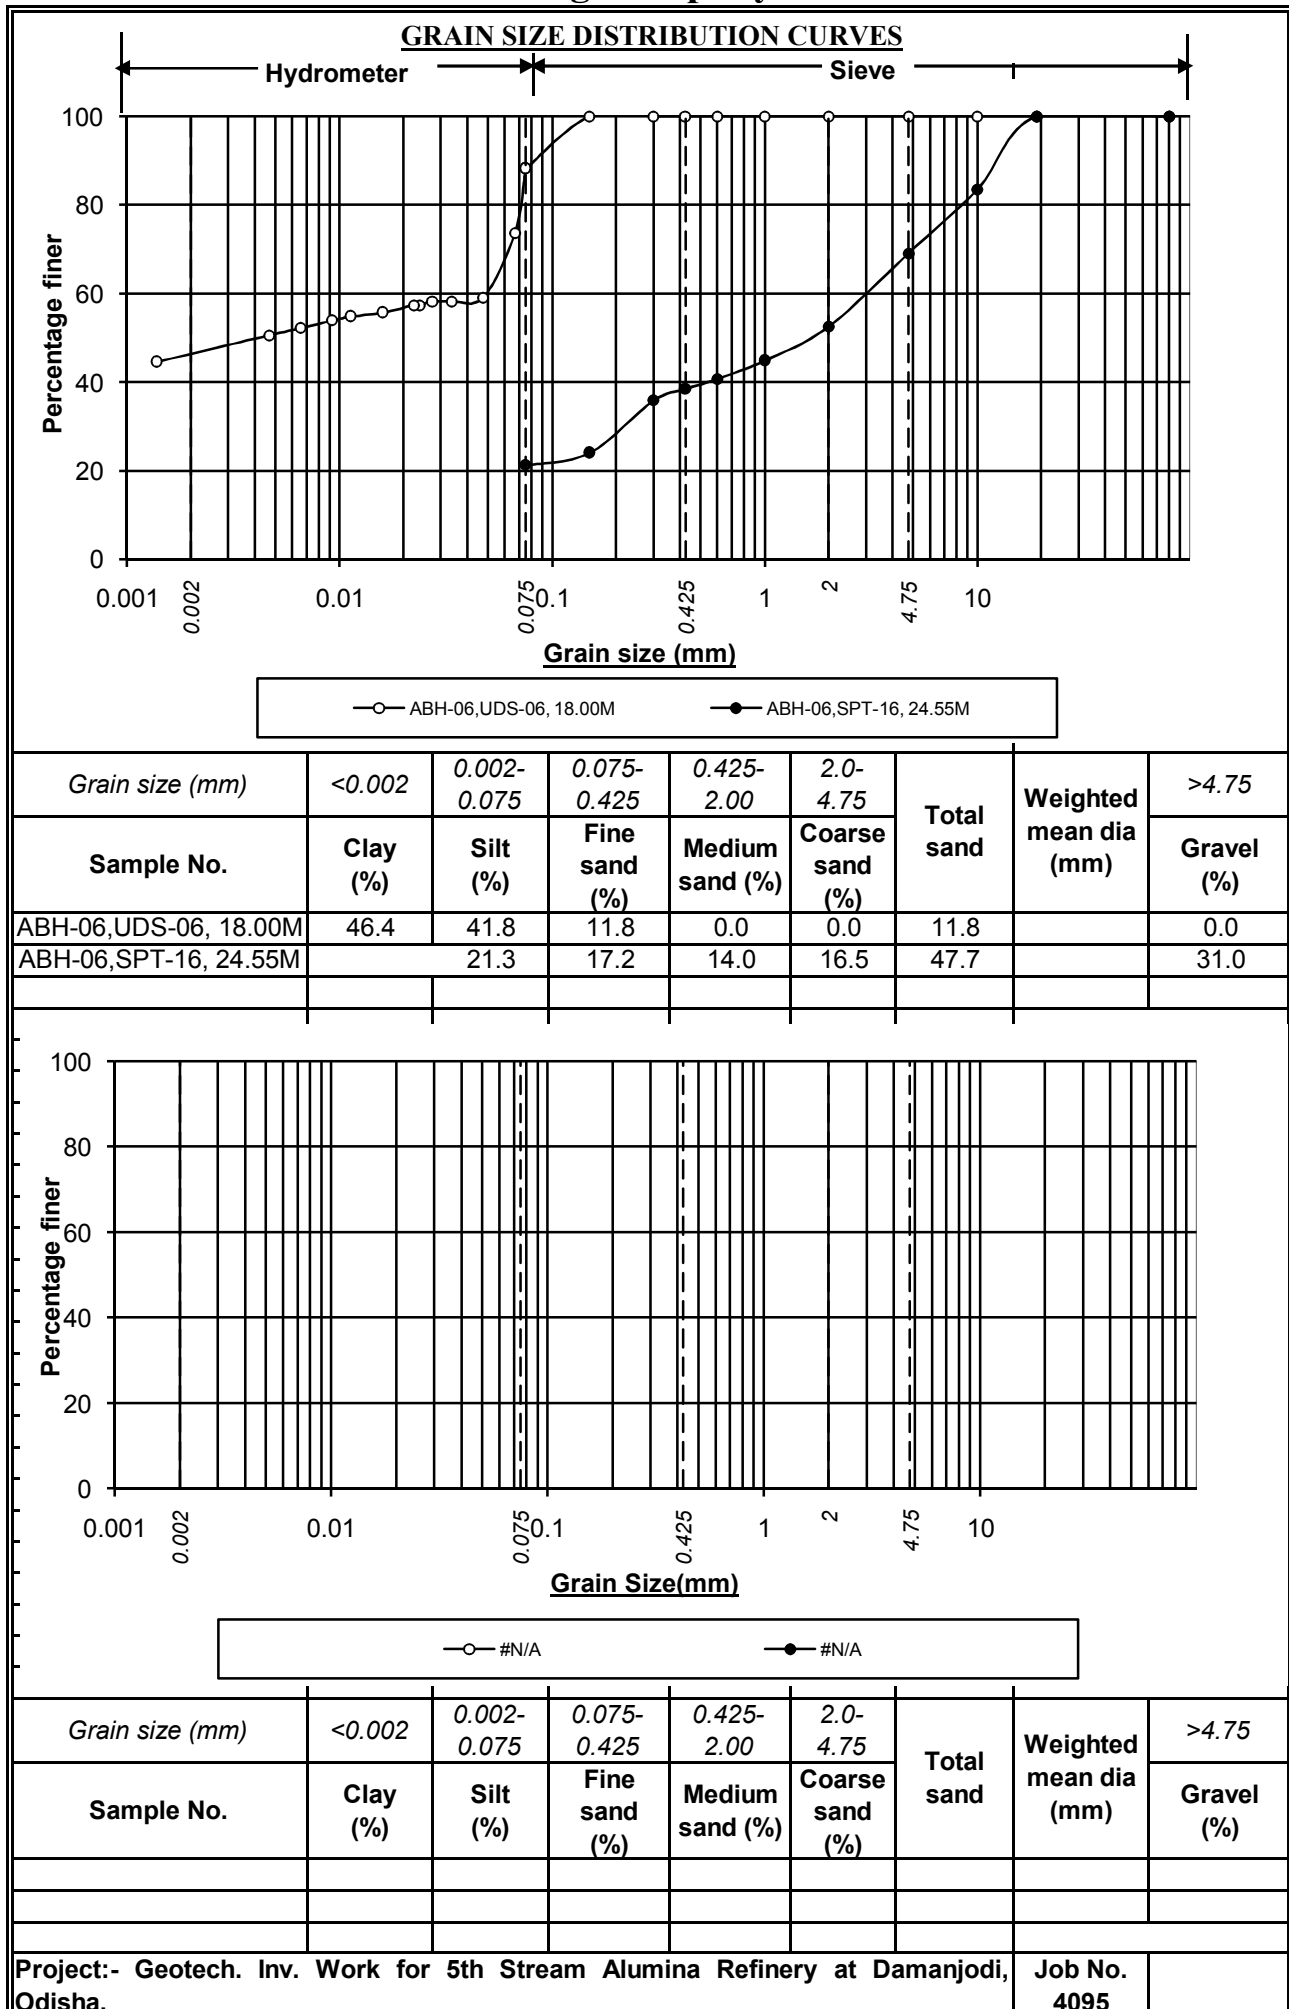 GRAIN SIZE DISTRIBUTION CURVES
Hydrometer
Sieve
100
80
60
40
20
0
Percentage finer
0.001 0.002 0.01 0.075 0.1 0.425 1 2 4.75 10
Grain size (mm)
ABH-06,UDS-06, 18.00M ABH-06,SPT-16, 24.55M
Grain size (mm) <0.002 0.002-0.075 0.075-0.425 0.425-2.00 2.0-4.75 Total sand Weighted mean dia (mm) >4.75
Sample No. Clay (%) Silt (%) Fine sand (%) Medium sand (%) Coarse sand (%) Gravel (%)
ABH-06,UDS-06, 18.00M 46.4 41.8 11.8 0.0 0.0 11.8 0.0
ABH-06,SPT-16, 24.55M 21.3 17.2 14.0 16.5 47.7 31.0
100
80
60
40
20
0
Percentage finer
0.001 0.002 0.01 0.075 0.1 0.425 1 2 4.75 10
Grain Size(mm)
#N/A #N/A
Grain size (mm) <0.002 0.002-0.075 0.075-0.425 0.425-2.00 2.0-4.75 Total sand Weighted mean dia (mm) >4.75
Sample No. Clay (%) Silt (%) Fine sand (%) Medium sand (%) Coarse sand (%) Gravel (%)
Project:- Geotech. Inv. Work for 5th Stream Alumina Refinery at Damanjodi, Job No.
Odisha. 4095